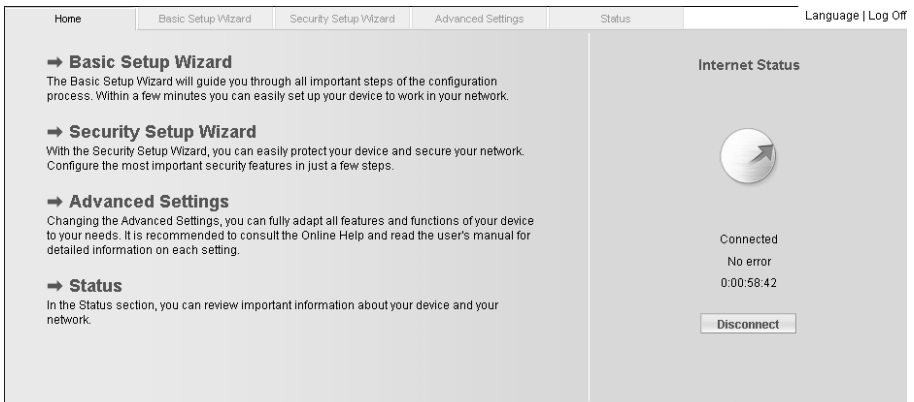 Home Basic Setup Wizard Security Setup Wizard Advanced Settings Status Language | Log Off
➡ Basic Setup Wizard
The Basic Setup Wizard will guide you through all important steps of the configuration
process. Within a few minutes you can easily set up your device to work in your network.
➡ Security Setup Wizard
With the Security Setup Wizard, you can easily protect your device and secure your network.
Configure the most important security features in just a few steps.
➡ Advanced Settings
Changing the Advanced Settings, you can fully adapt all features and functions of your device
to your needs. It is recommended to consult the Online Help and read the user's manual for
detailed information on each setting.
➡ Status
In the Status section, you can review important information about your device and your
network.
Internet Status
Connected
No error
0:00:58:42
Disconnect